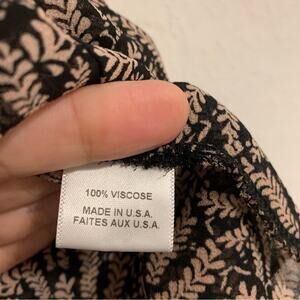 100% VISCOSE
MADE IN U.S.A.
FAITES AUX U.S.A.